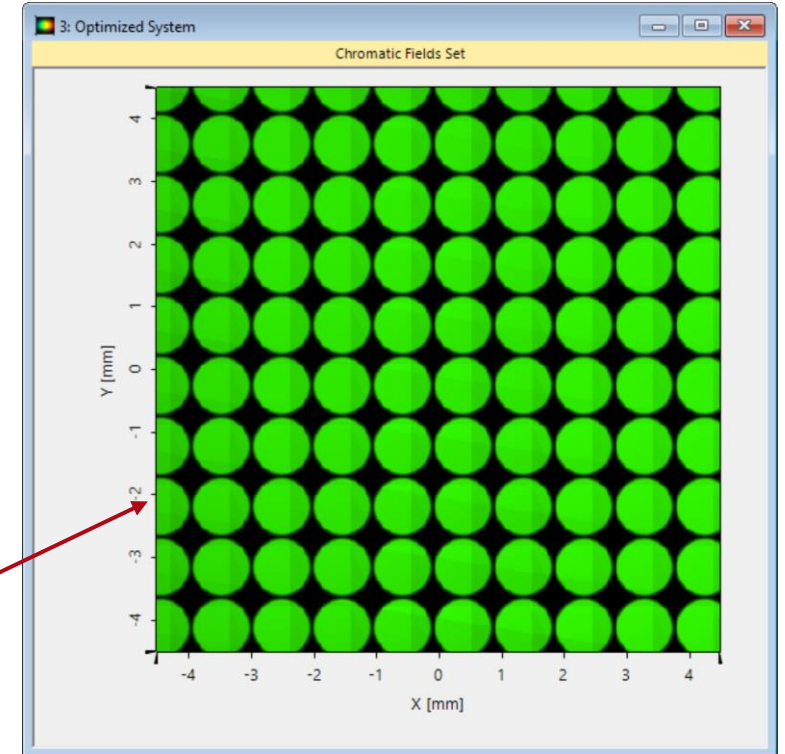 3: Optimized System
Chromatic Fields Set
4
3
2
1
0
-1
-2
-3
-4
Y [mm]
-4 -3 -2 -1 0 1 2 3 4
X [mm]